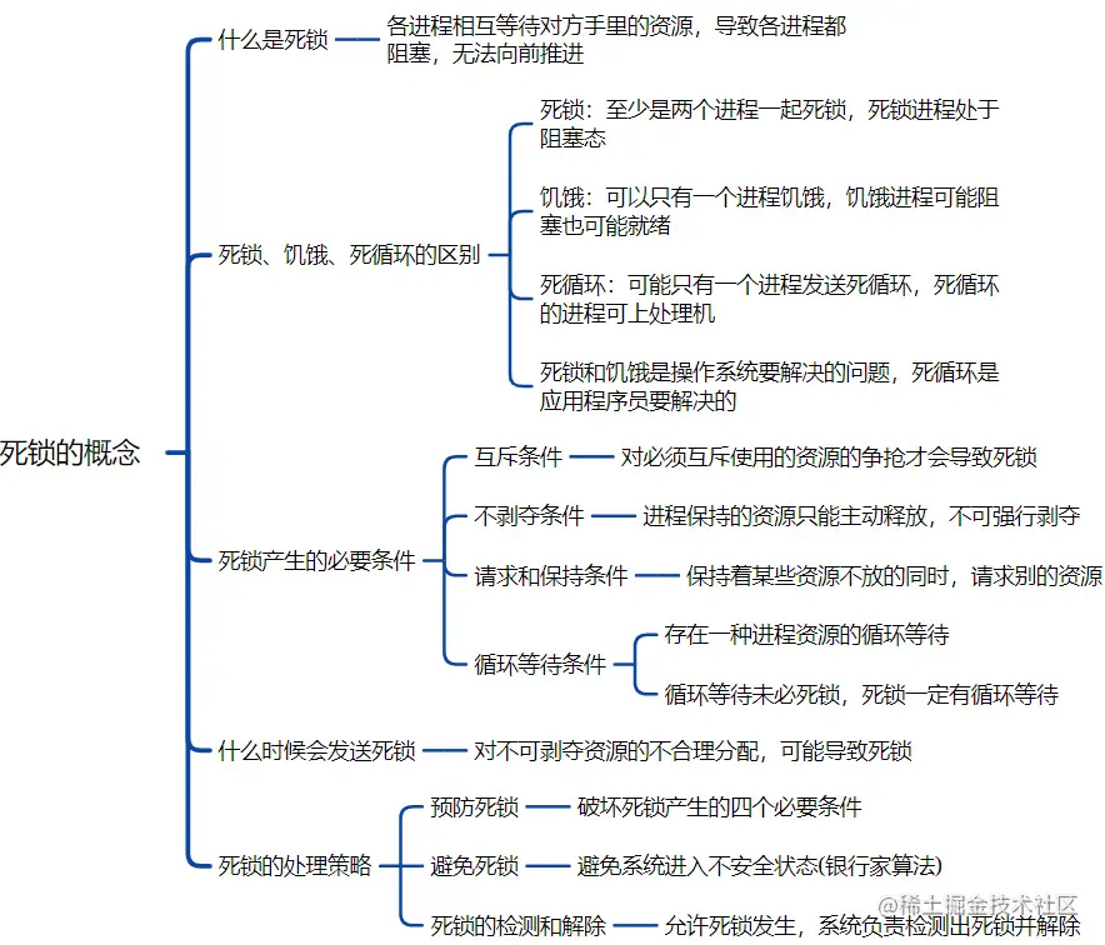 什么是死锁
各进程相互等待对方手里的资源，导致各进程都
阻塞，无法向前推进
死锁：至少是两个进程一起死锁，死锁进程处于
阻塞态
饥饿：可以只有一个进程饥饿，饥饿进程可能阻
塞也可能就绪
死锁、饥饿、死循环的区别
死循环：可能只有一个进程发送死循环，死循环
的进程可上处理机
死锁和饥饿是操作系统要解决的问题，死循环是
应用程序员要解决的
死锁的概念
互斥条件
对必须互斥使用的资源的争抢才会导致死锁
不剥夺条件
进程保持的资源只能主动释放，不可强行剥夺
死锁产生的必要条件
请求和保持条件
保持着某些资源不放的同时，请求别的资源
循环等待条件
存在一种进程资源的循环等待
循环等待未必死锁，死锁一定有循环等待
什么时候会发送死锁
对不可剥夺资源的不合理分配，可能导致死锁
死锁的处理策略
预防死锁
破坏死锁产生的四个必要条件
避免死锁
避免系统进入不安全状态(银行家算法)
死锁的检测和解除
允许死锁发生，系统负责检测出死锁并解除
@稀土掘金技术社区